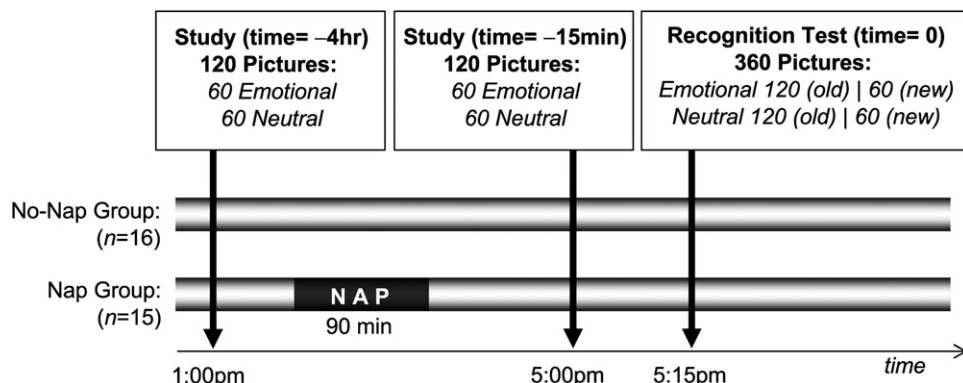 Study (time= –4hr)
120 Pictures:
60 Emotional
60 Neutral
Study (time= –15min)
120 Pictures:
60 Emotional
60 Neutral
Recognition Test (time= 0)
360 Pictures:
Emotional 120 (old) | 60 (new)
Neutral 120 (old) | 60 (new)
No-Nap Group:
(n=16)
Nap Group:
(n=15)
NAP
90 min
time
1:00pm
5:00pm
5:15pm